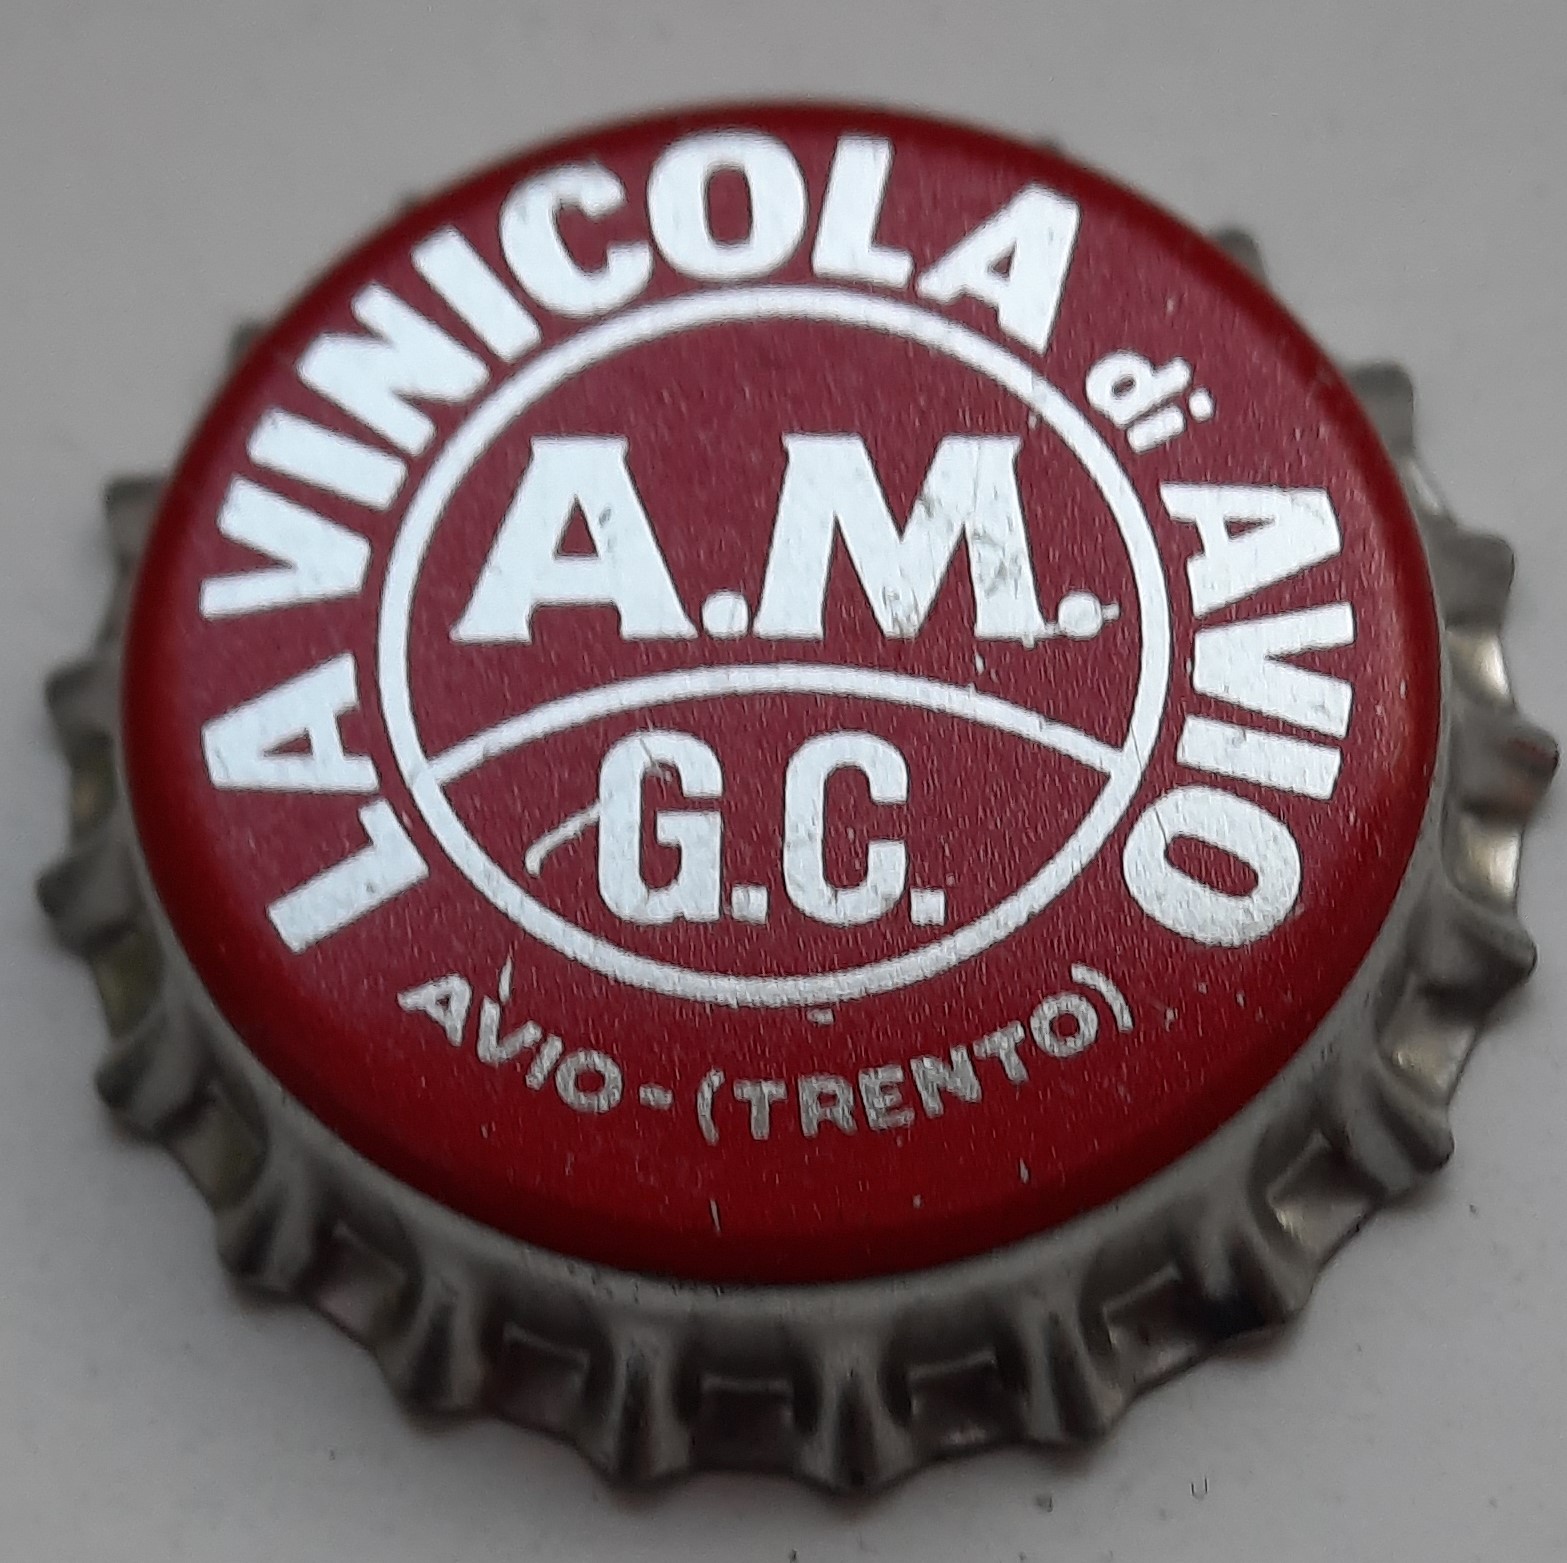 LA VINICOLA di AVIO
A.M.
G.C.
AVIO-(TRENTO)